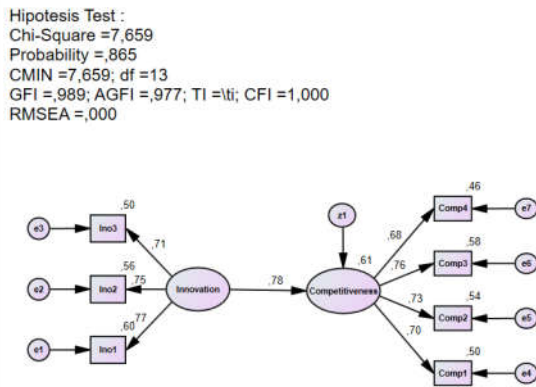 Hipotesis Test :
Chi-Square =7,659
Probability =,865
CMIN =7,659; df =13
GFI =,989; AGFI =,977; TI =\ti; CFI =1,000
RMSEA =,000
,46
z1
Comp4
e7
,50
e3
Ino3
,68
,58
,71
,61
,76
Comp3
e6
,56
e2
Ino2
,75
Innovation
,78
Competitiveness
,54
,73
Comp2
e5
,77
,60
,70
,50
e1
Ino1
Comp1
e4